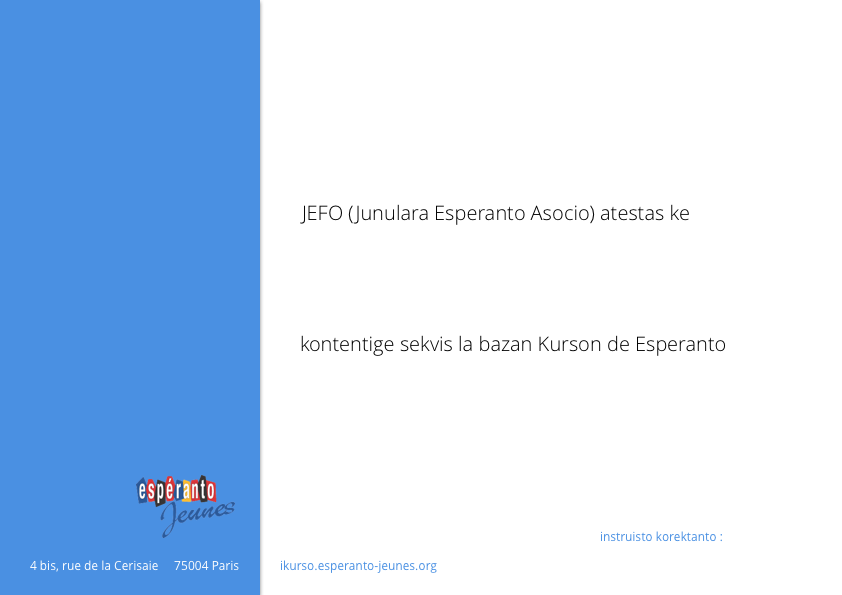 JEFO (Junulara Esperanto Asocio) atestas ke
kontentige sekvis la bazan Kurson de Esperanto
espéranto
Jeunes
instruisto korektanto :
4 bis, rue de la Cerisaie 75004 Paris
ikurso.esperanto-jeunes.org